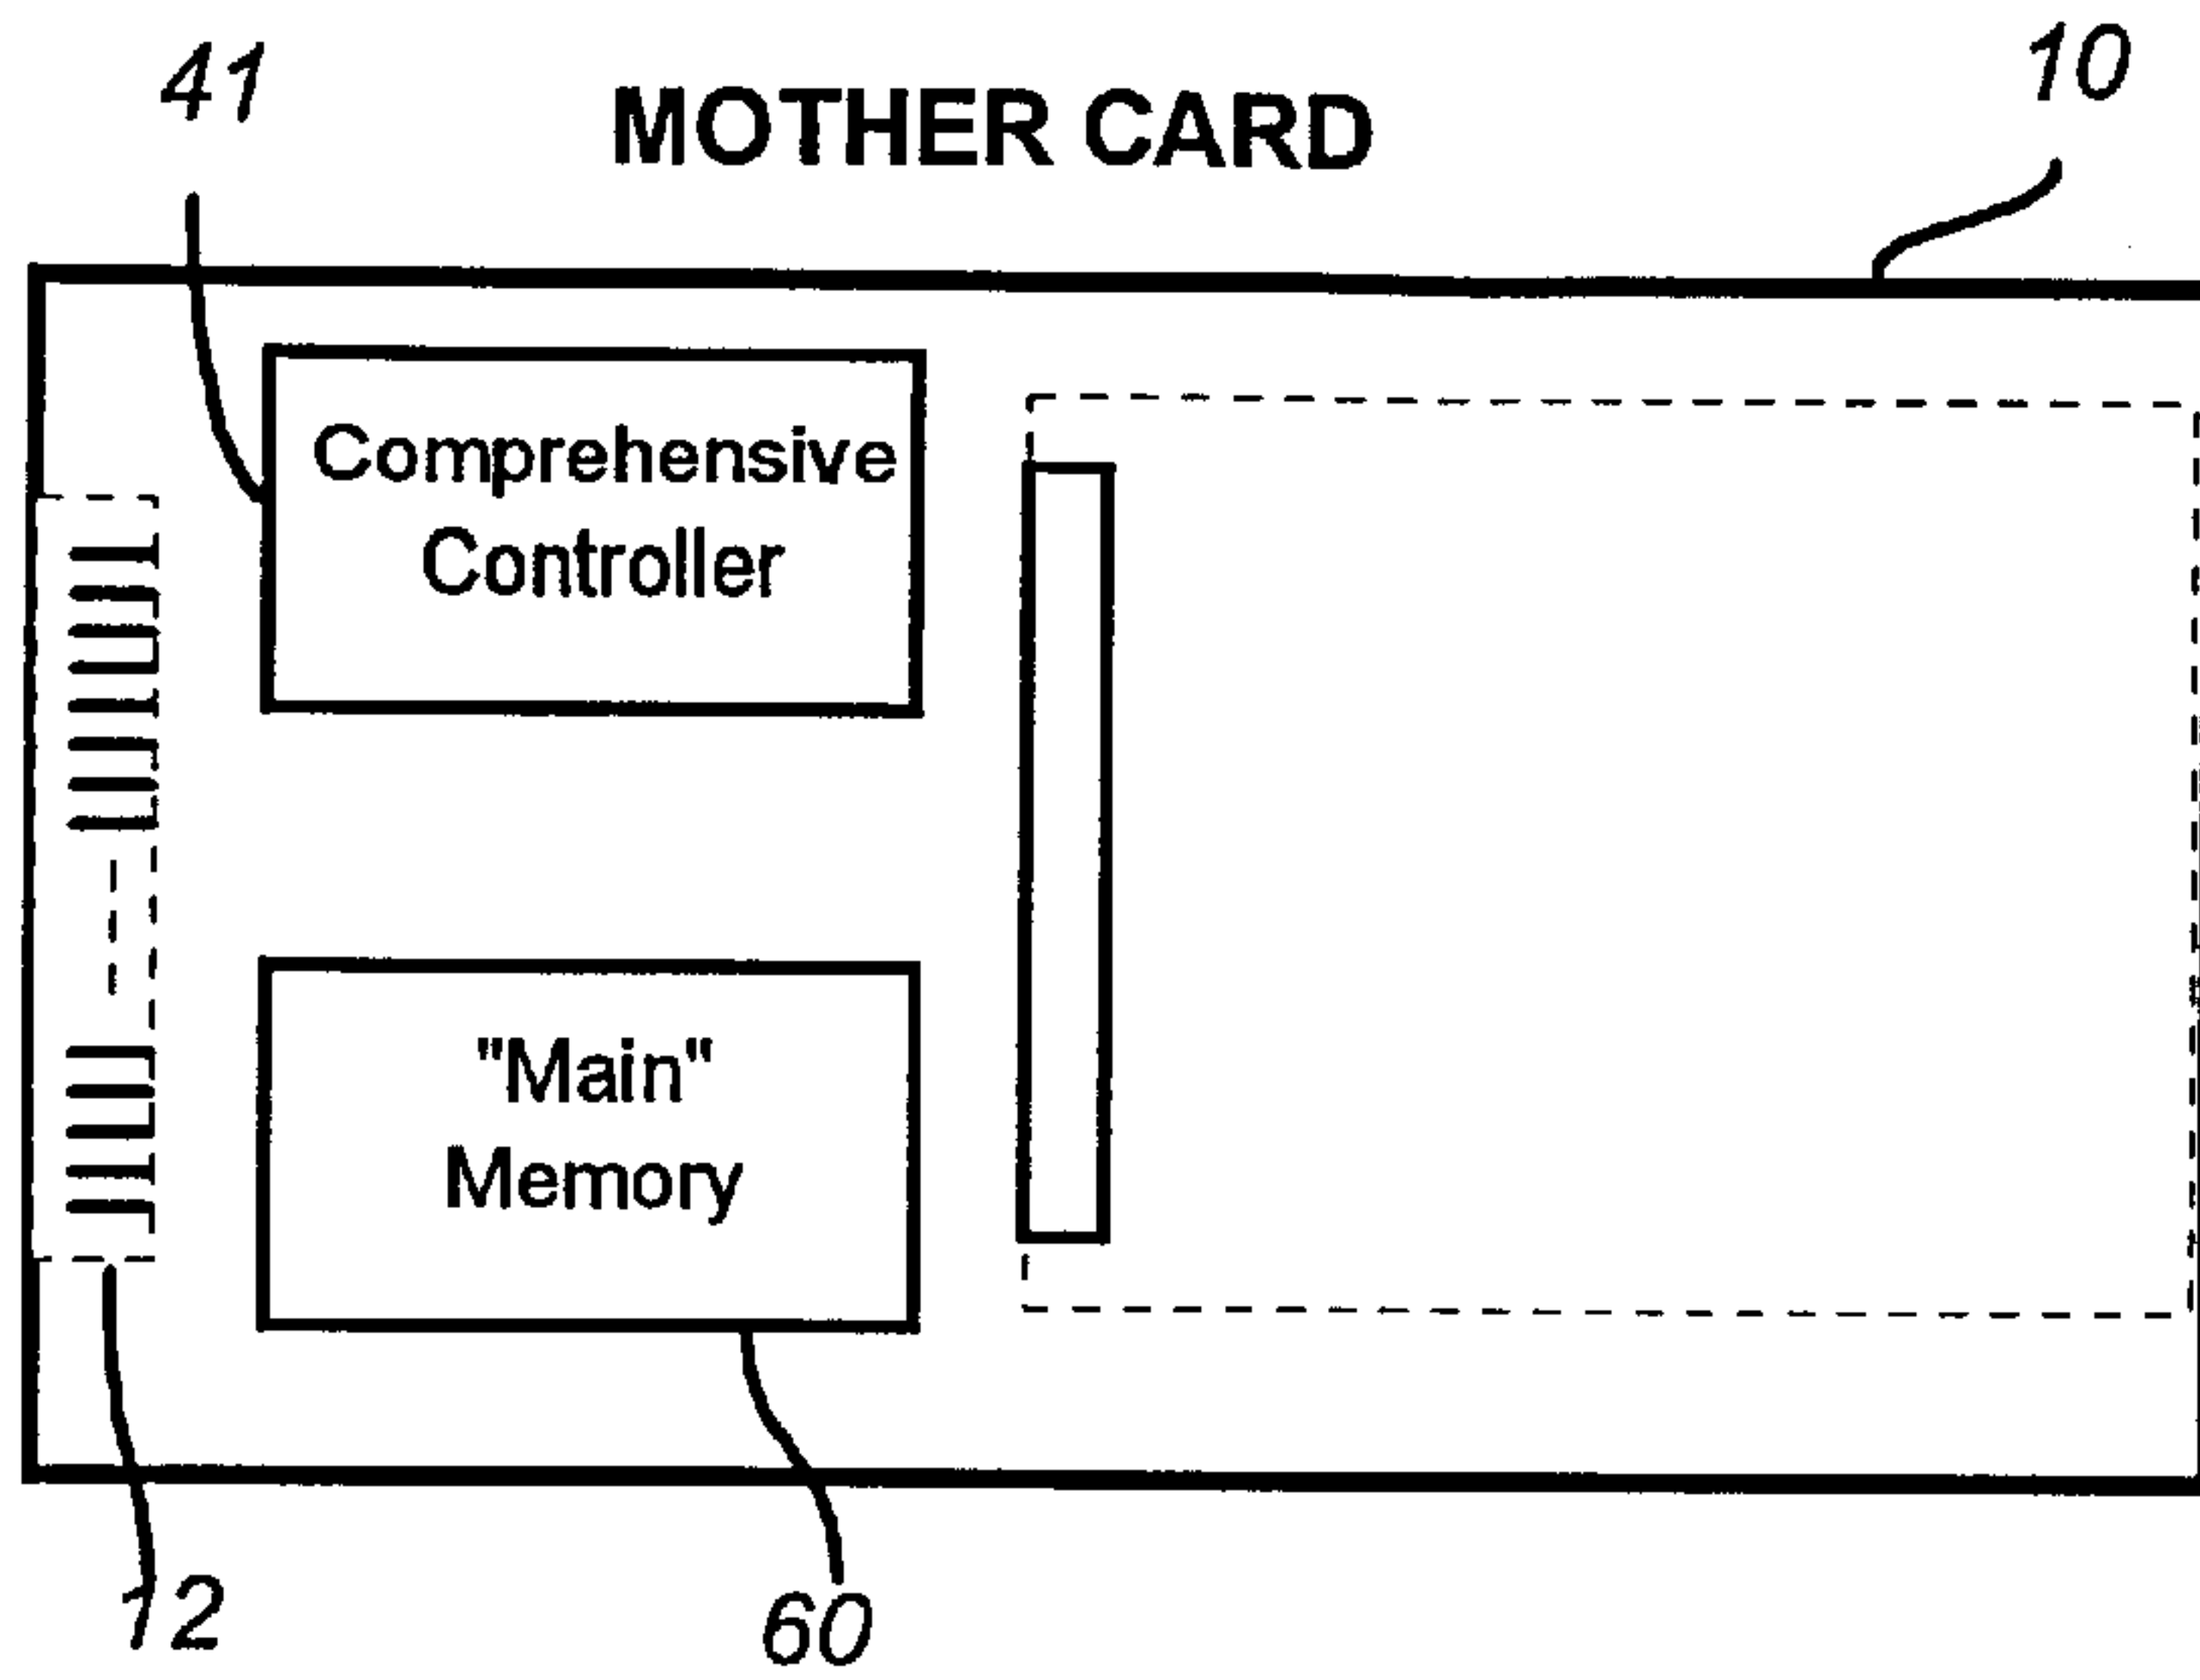 41
MOTHER CARD
10
Comprehensive
Controller
"Main"
Memory
12
60